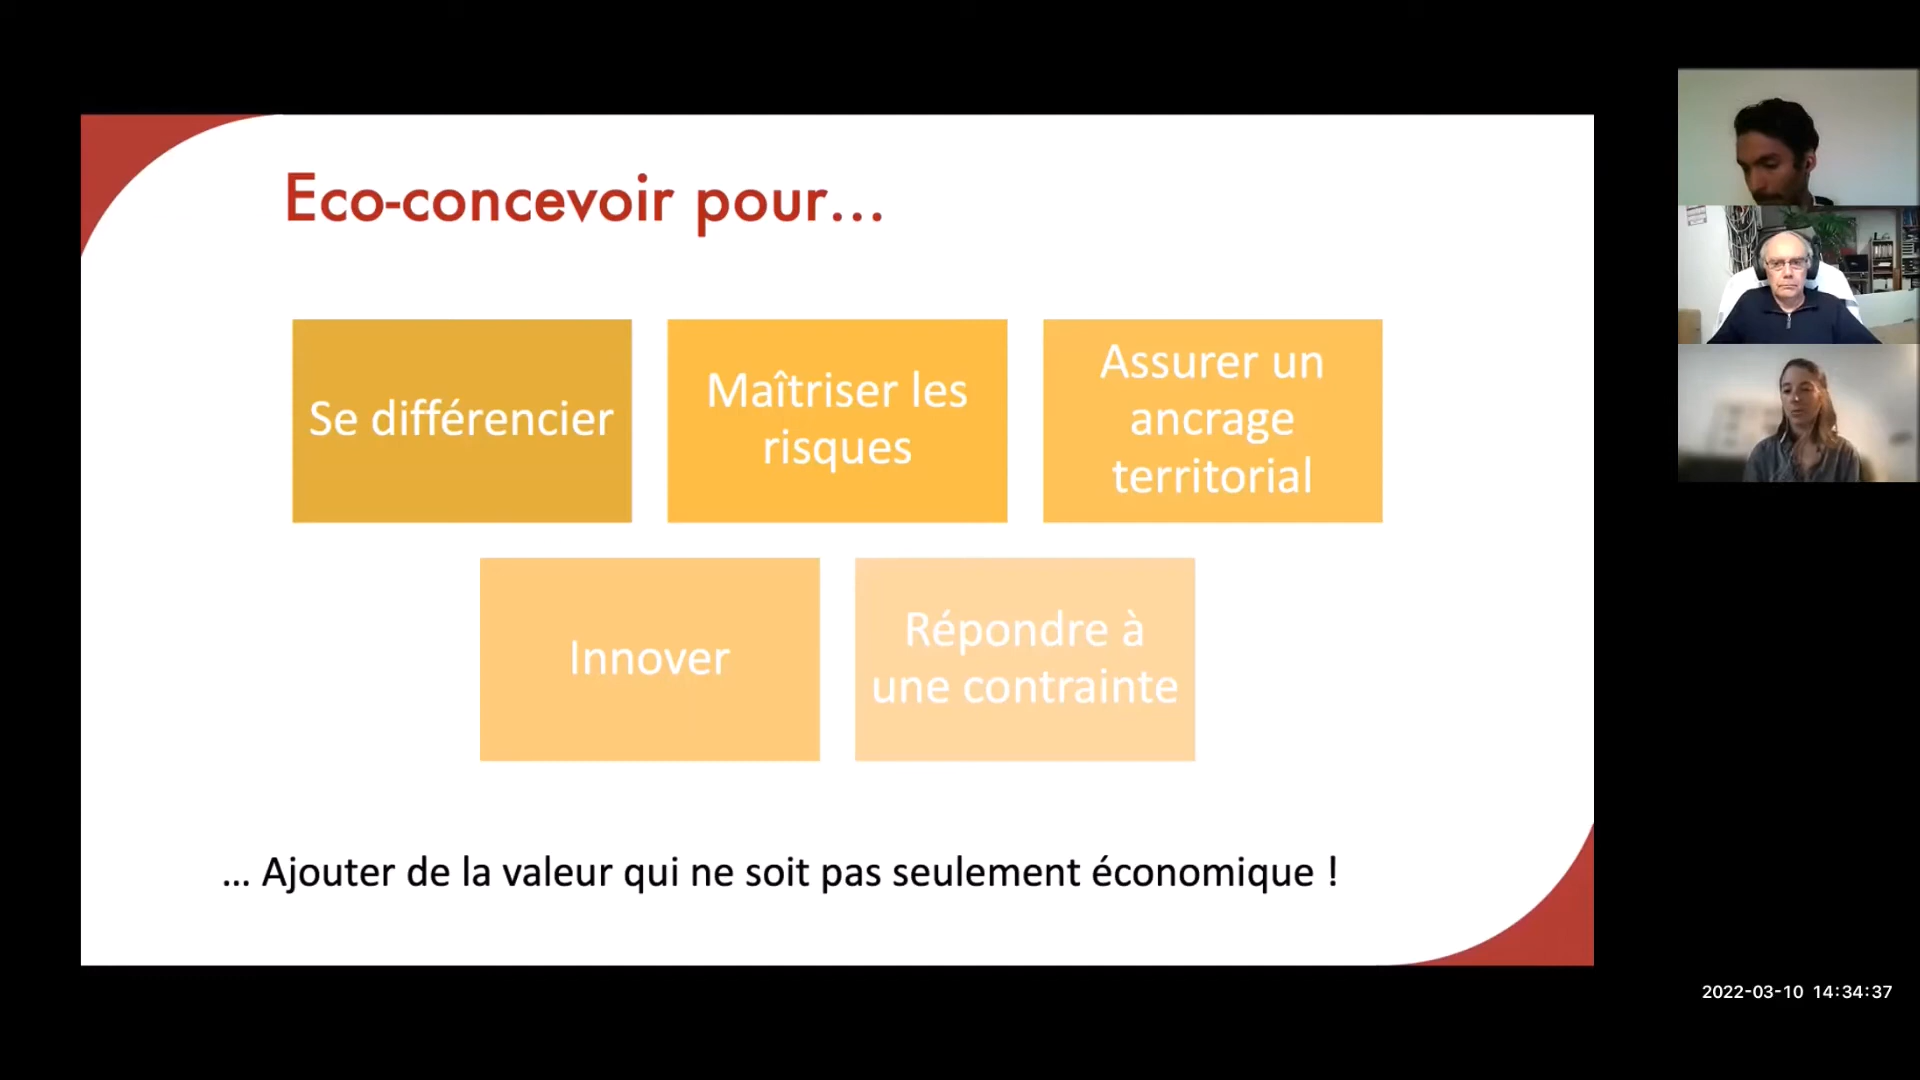 Eco-concevoir pour...
Se différencier
Maîtriser les
risques
Assurer un
ancrage
territorial
Innover
Répondre à
une contrainte
... Ajouter de la valeur qui ne soit pas seulement économique !
2022-03-10 14:34:37